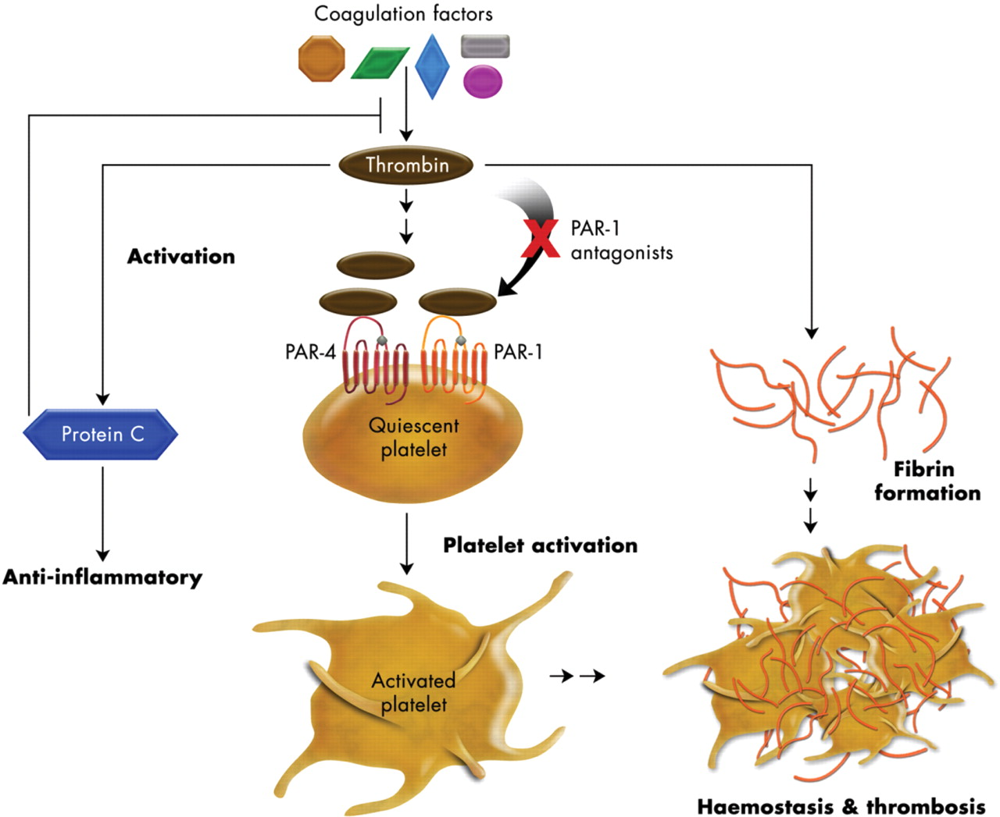 Coagulation factors
Thrombin
PAR-1
antagonists
Activation
PAR-4
PAR-1
Quiescent
platelet
Protein C
Fibrin
formation
Platelet activation
Anti-inflammatory
Activated
platelet
Haemostasis & thrombosis